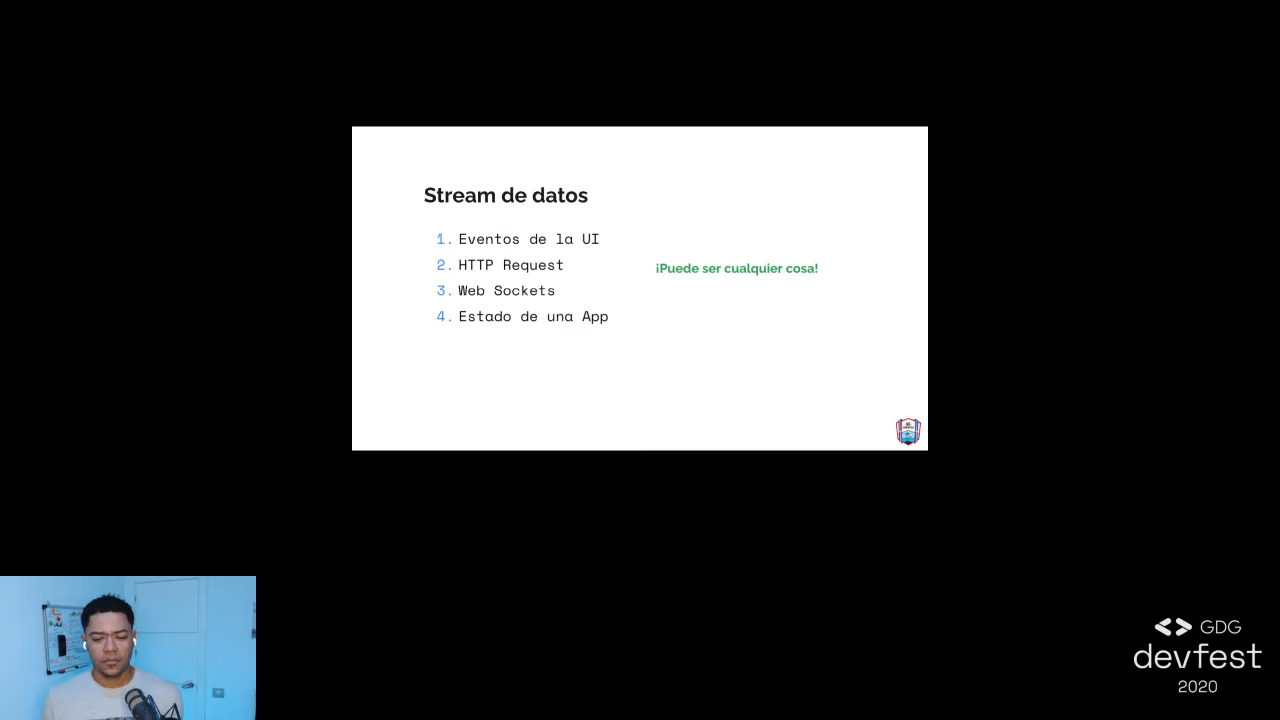 Stream de datos
1. Eventos de la UI
2. HTTP Request
¡Puede ser cualquier cosa!
3. Web Sockets
4. Estado de una App
<> GDG
devfest
2020